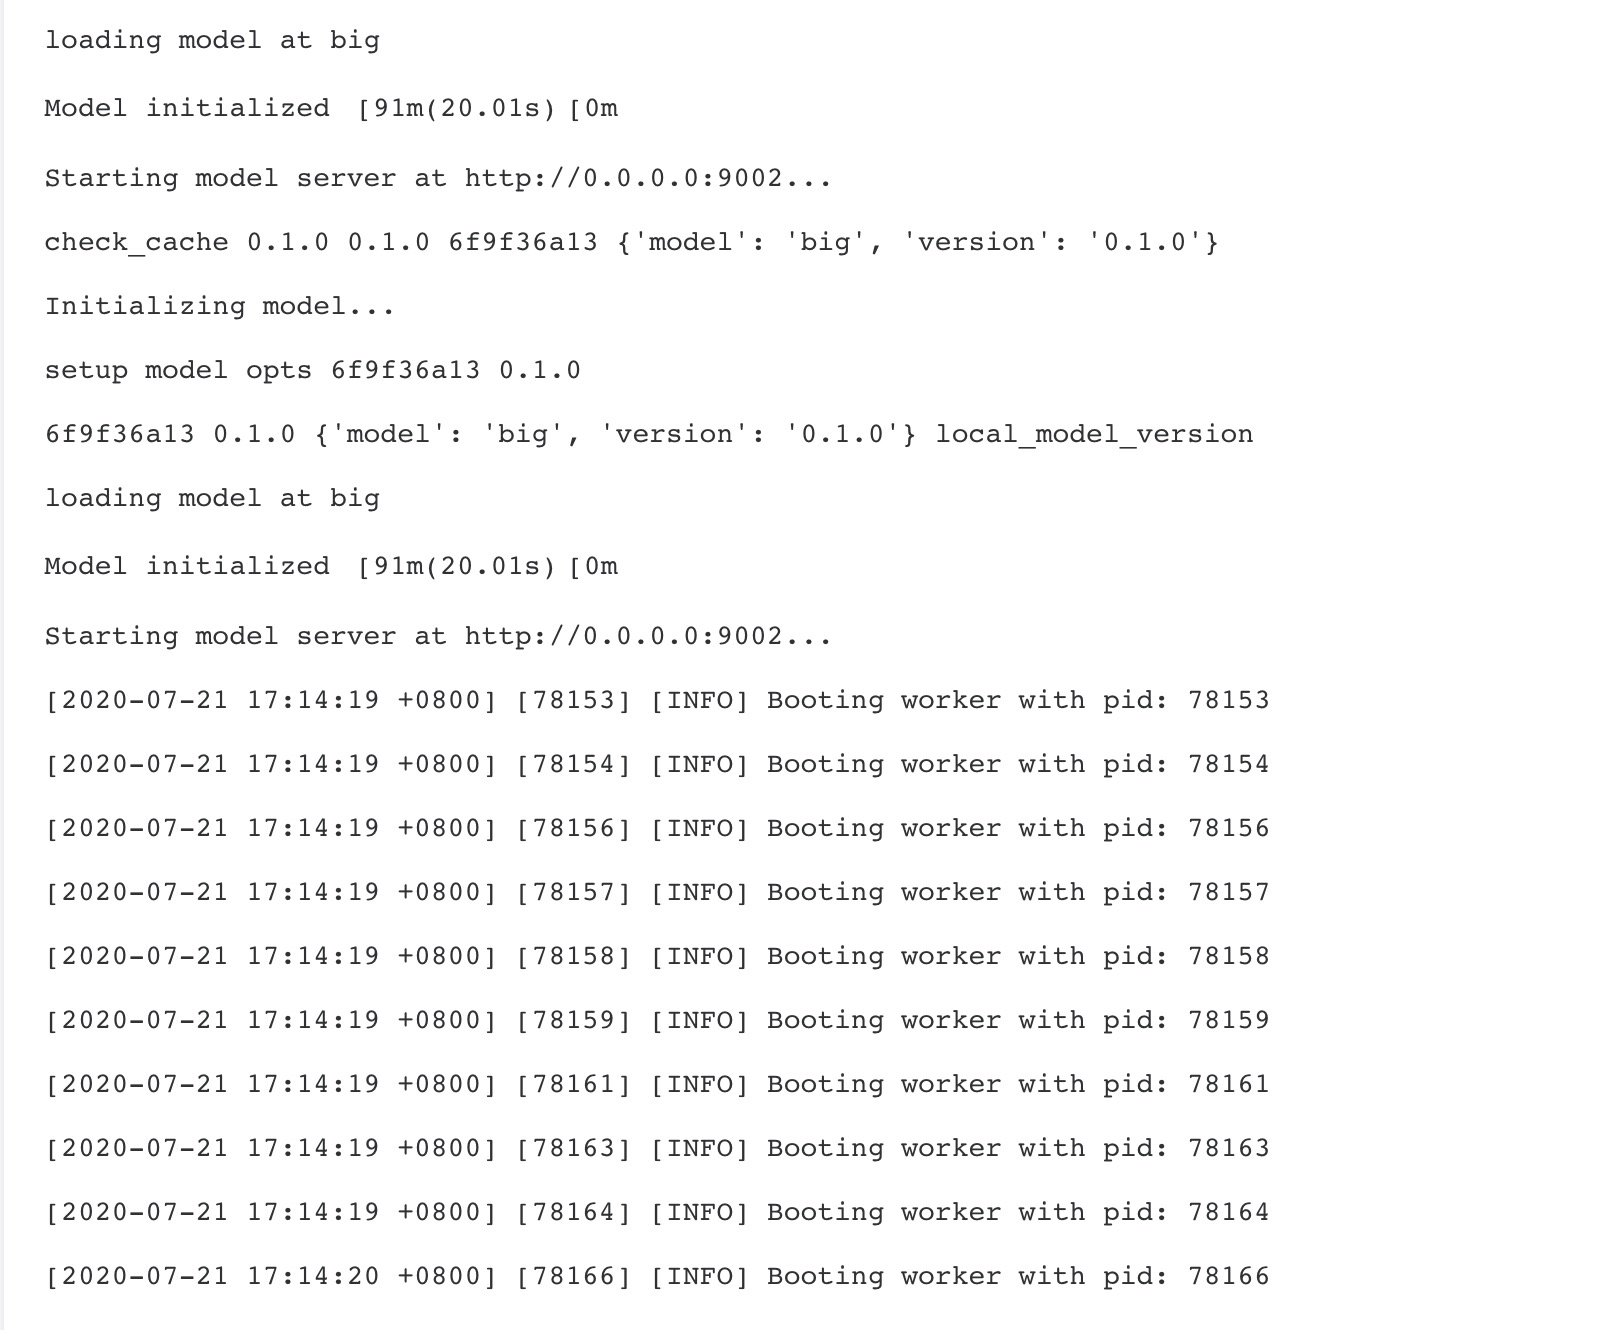 loading model at big
Model initialized [91m(20.01s) [0m
Starting model server at http://0.0.0.0:9002...
check_cache 0.1.0 0.1.0 6f9f36a13 {'model': 'big', 'version': '0.1.0'}
Initializing model...
setup model opts 6f9f36a13 0.1.0
6f9f36a13 0.1.0 {'model': 'big', 'version': '0.1.0'} local_model_version
loading model at big
Model initialized [91m(20.01s) [0m
Starting model server at http://0.0.0.0:9002...
[2020-07-21 17:14:19 +0800] [78153] [INFO] Booting worker with pid: 78153
[2020-07-21 17:14:19 +0800] [78154] [INFO] Booting worker with pid: 78154
[2020-07-21 17:14:19 +0800] [78156] [INFO] Booting worker with pid: 78156
[2020-07-21 17:14:19 +0800] [78157] [INFO] Booting worker with pid: 78157
[2020-07-21 17:14:19 +0800] [78158] [INFO] Booting worker with pid: 78158
[2020-07-21 17:14:19 +0800] [78159] [INFO] Booting worker with pid: 78159
[2020-07-21 17:14:19 +0800] [78161] [INFO] Booting worker with pid: 78161
[2020-07-21 17:14:19 +0800] [78163] [INFO] Booting worker with pid: 78163
[2020-07-21 17:14:19 +0800] [78164] [INFO] Booting worker with pid: 78164
[2020-07-21 17:14:20 +0800] [78166] [INFO] Booting worker with pid: 78166